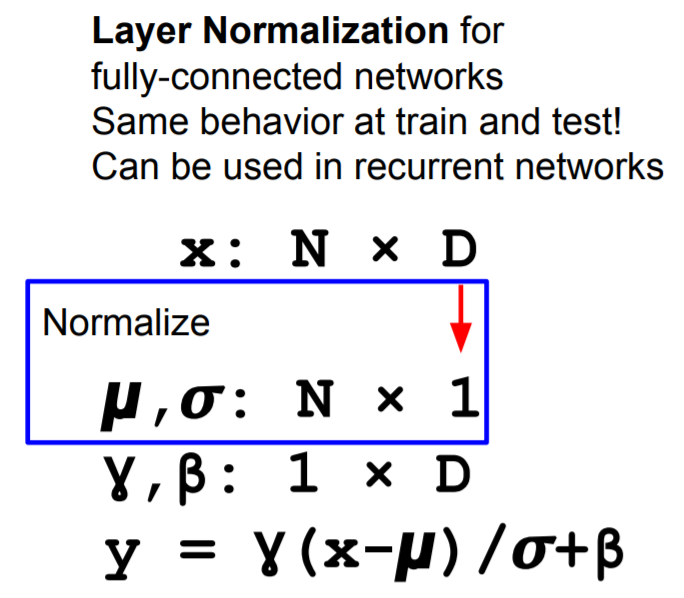 Layer Normalization for
fully-connected networks
Same behavior at train and test!
Can be used in recurrent networks
x: N × D
Normalize
μ,σ: N × 1
ɣ,β: 1 × D
y = ɣ(x-μ)/σ+β